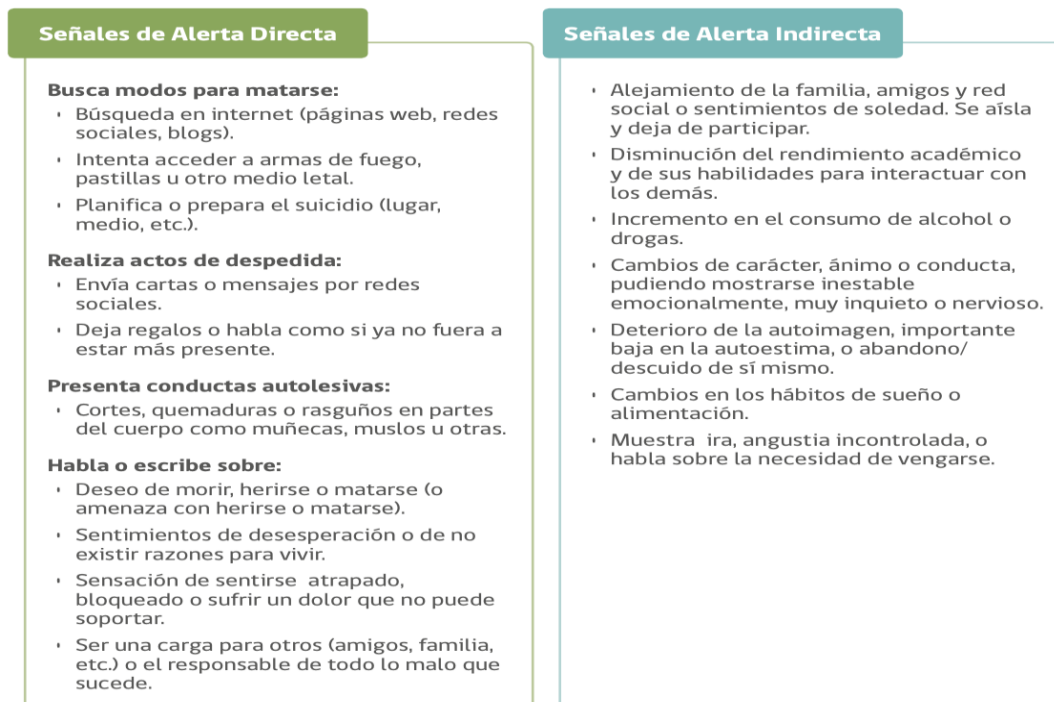 Señales de Alerta Directa
Busca modos para matarse:
· Búsqueda en internet (páginas web, redes
sociales, blogs).
· Intenta acceder a armas de fuego,
pastillas u otro medio letal.
· Planifica o prepara el suicidio (lugar,
medio, etc.).
Realiza actos de despedida:
· Envía cartas o mensajes por redes
sociales.
· Deja regalos o habla como si ya no fuera a
estar más presente.
Presenta conductas autolesivas:
· Cortes, quemaduras o rasguños en partes
del cuerpo como muñecas, muslos u otras.
Habla o escribe sobre:
· Deseo de morir, herirse o matarse (o
amenaza con herirse o matarse).
· Sentimientos de desesperación o de no
existir razones para vivir.
· Sensación de sentirse atrapado,
bloqueado o sufrir un dolor que no puede
soportar.
· Ser una carga para otros (amigos, familia,
etc.) o el responsable de todo lo malo que
sucede.
Señales de Alerta Indirecta
· Alejamiento de la familia, amigos y red
social o sentimientos de soledad. Se aísla
y deja de participar.
· Disminución del rendimiento académico
y de sus habilidades para interactuar con
los demás.
· Incremento en el consumo de alcohol o
drogas.
· Cambios de carácter, ánimo o conducta,
pudiendo mostrarse inestable
emocionalmente, muy inquieto o nervioso.
· Deterioro de la autoimagen, importante
baja en la autoestima, o abandono/
descuido de sí mismo.
· Cambios en los hábitos de sueño o
alimentación.
· Muestra ira, angustia incontrolada, o
habla sobre la necesidad de vengarse.